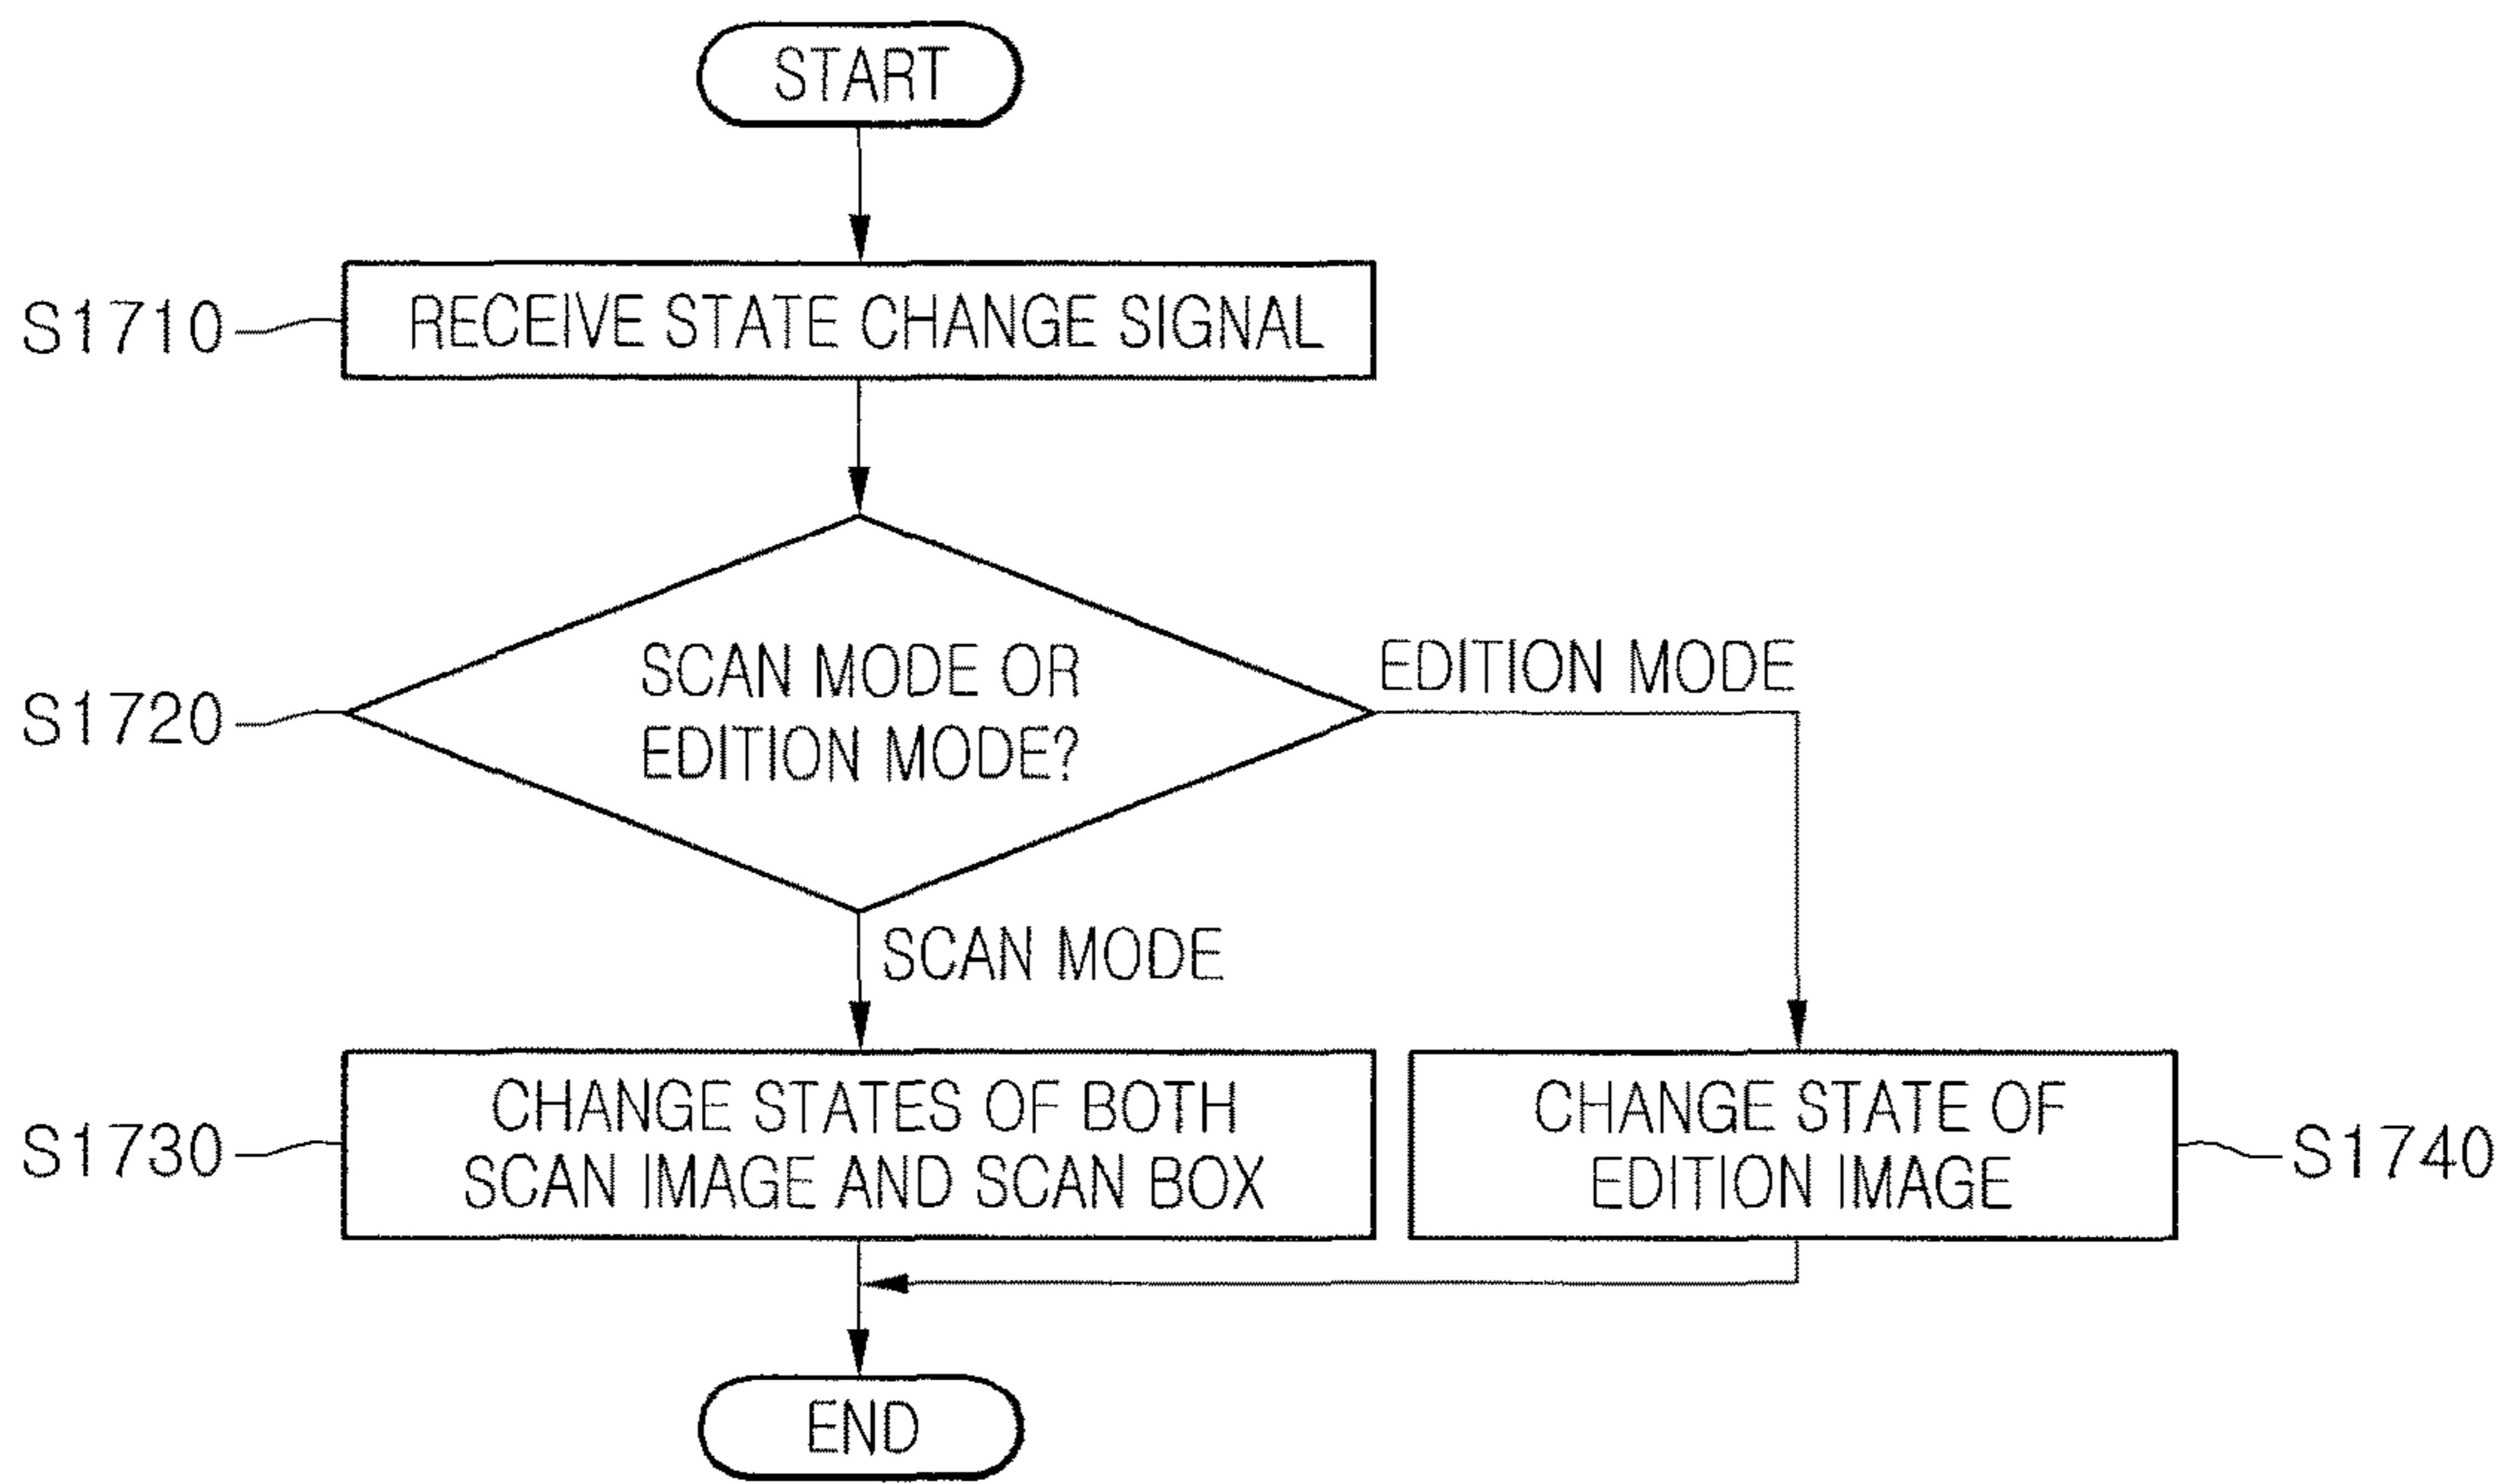 START
S1710
RECEIVE STATE CHANGE SIGNAL
S1720
SCAN MODE OR
EDITION MODE?
EDITION MODE
SCAN MODE
S1730
CHANGE STATES OF BOTH
SCAN IMAGE AND SCAN BOX
CHANGE STATE OF
EDITION IMAGE
S1740
END